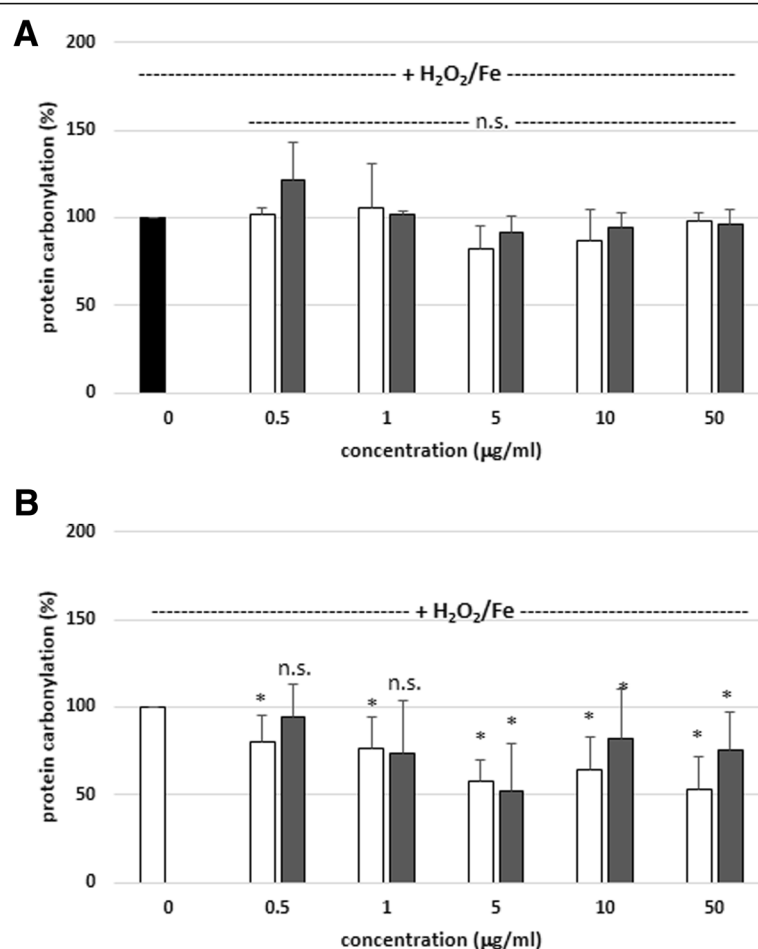 A
200
+ H₂O₂/Fe
n.s.
150
100
50
0
protein carbonylation (%)
0 0.5 1 5 10 50
concentration (µg/ml)
B
200
150
+ H₂O₂/Fe
n.s.
n.s.
* * * * * * * *
100
50
0
protein carbonylation (%)
0 0.5 1 5 10 50
concentration (µg/ml)